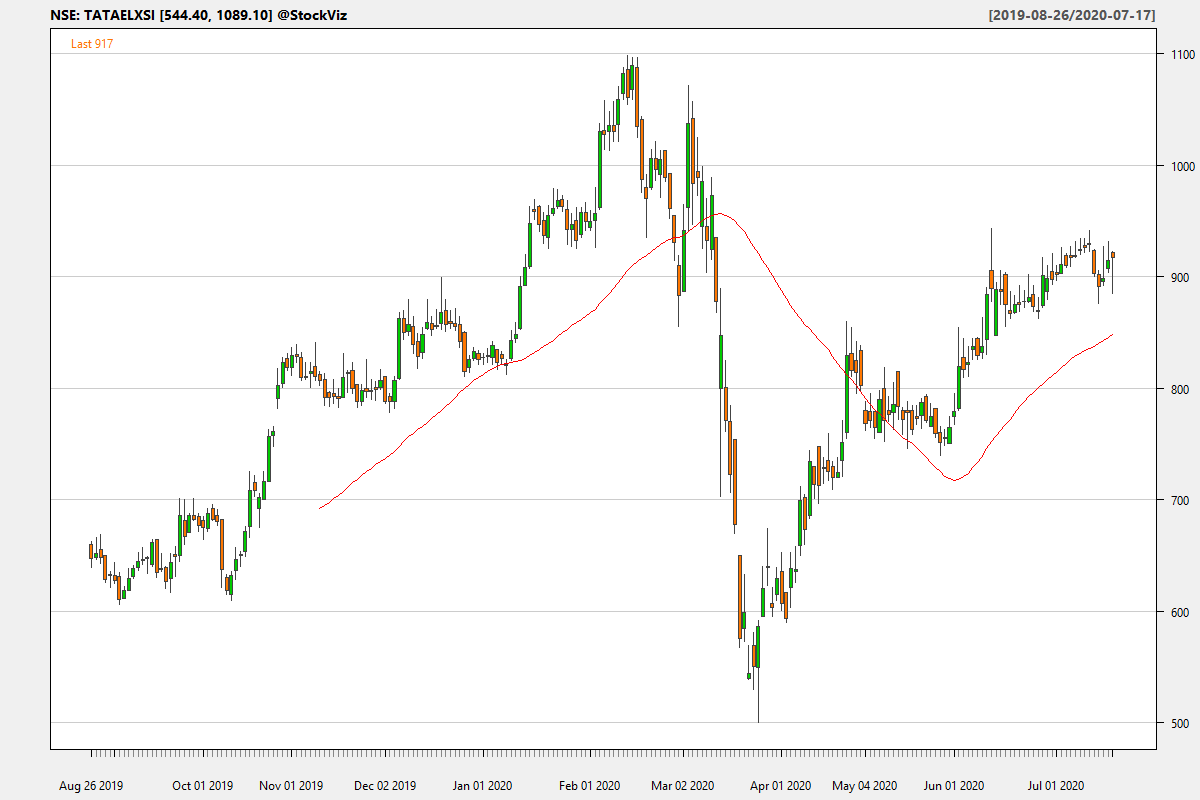 NSE: TATAELXSI [544.40, 1089.10] @StockViz [2019-08-26/2020-07-17]
Last 917
1100
1000
900
800
700
600
500
Aug 26 2019 Oct 01 2019 Nov 01 2019 Dec 02 2019 Jan 01 2020 Feb 01 2020 Mar 02 2020 Apr 01 2020 May 04 2020 Jun 01 2020 Jul 01 2020